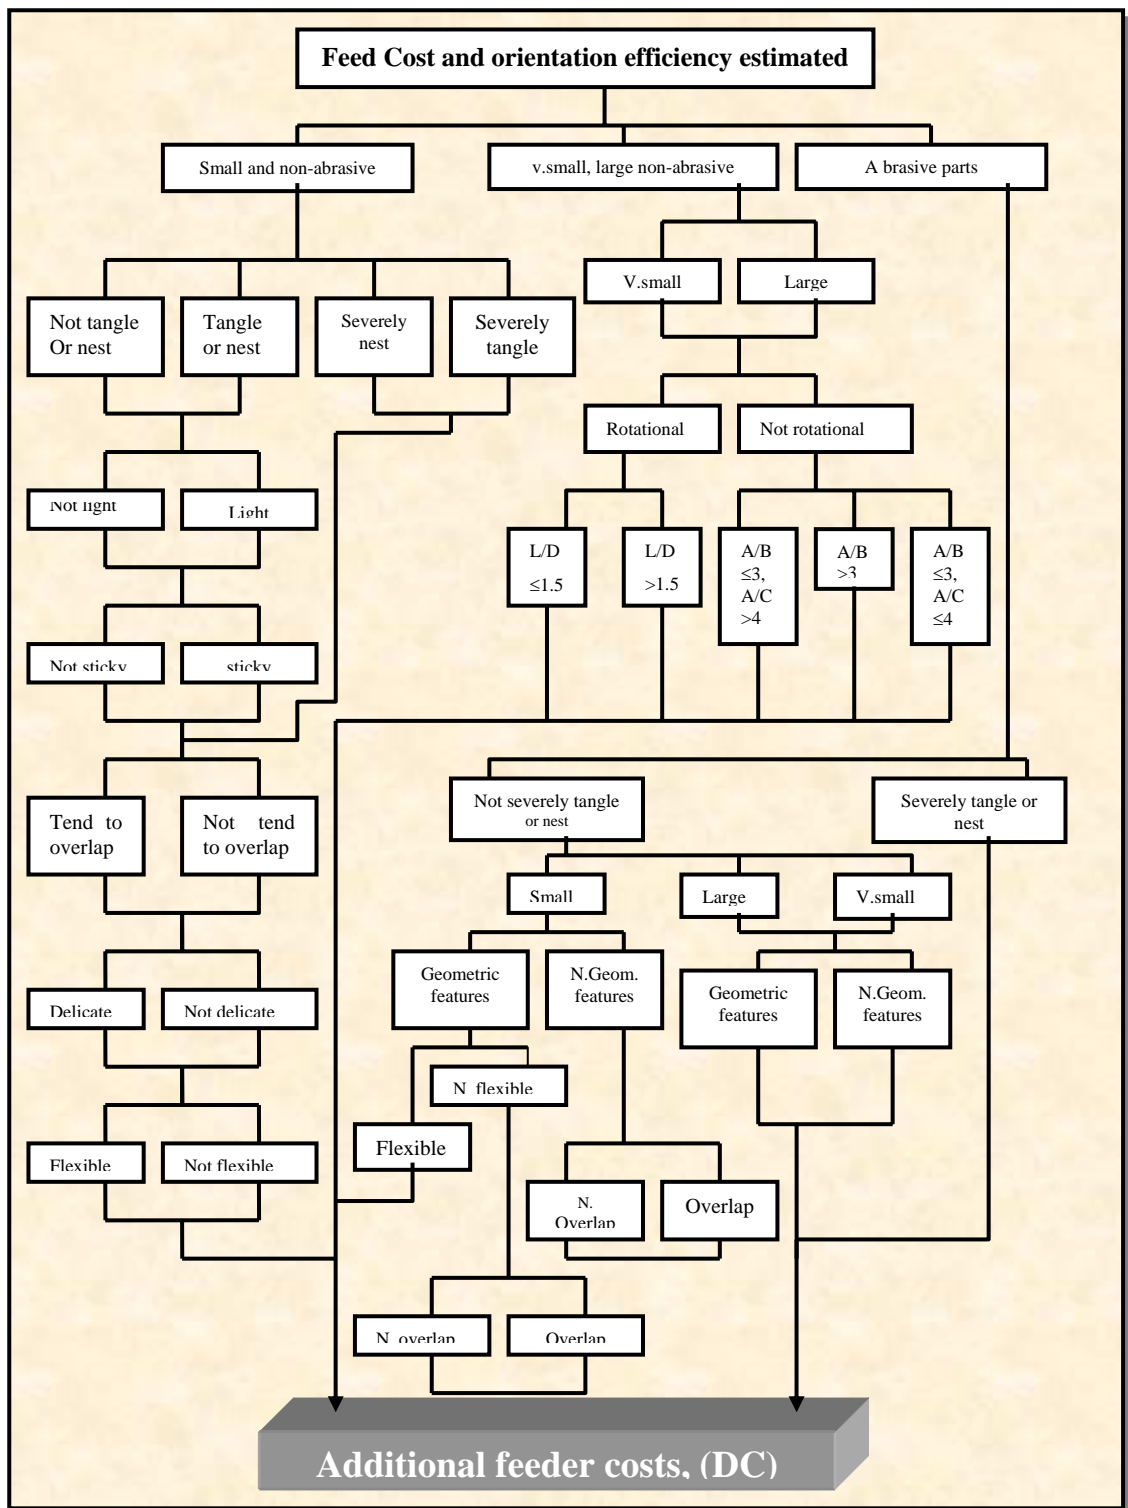 Feed Cost and orientation efficiency estimated
Small and non-abrasive
v.small, large non-abrasive
A brasive parts
V.small
Large
Not tangle
Or nest
Tangle
or nest
Severely
nest
Severely
tangle
Rotational
Not rotational
Not light
Light
L/D
≤1.5
L/D
>1.5
A/B
≤3,
A/C
>4
A/B
>3
A/B
≤3,
A/C
≤4
Not sticky
sticky
Tend to
overlap
Not tend
to overlap
Not severely tangle
or nest
Severely tangle or
nest
Small
Large
V.small
Geometric
features
N.Geom.
features
Geometric
features
N.Geom.
features
Delicate
Not delicate
N. flexible
Flexible
Flexible
Not flexible
N.
Overlap
Overlap
N. overlap
Overlap
Additional feeder costs, (DC)